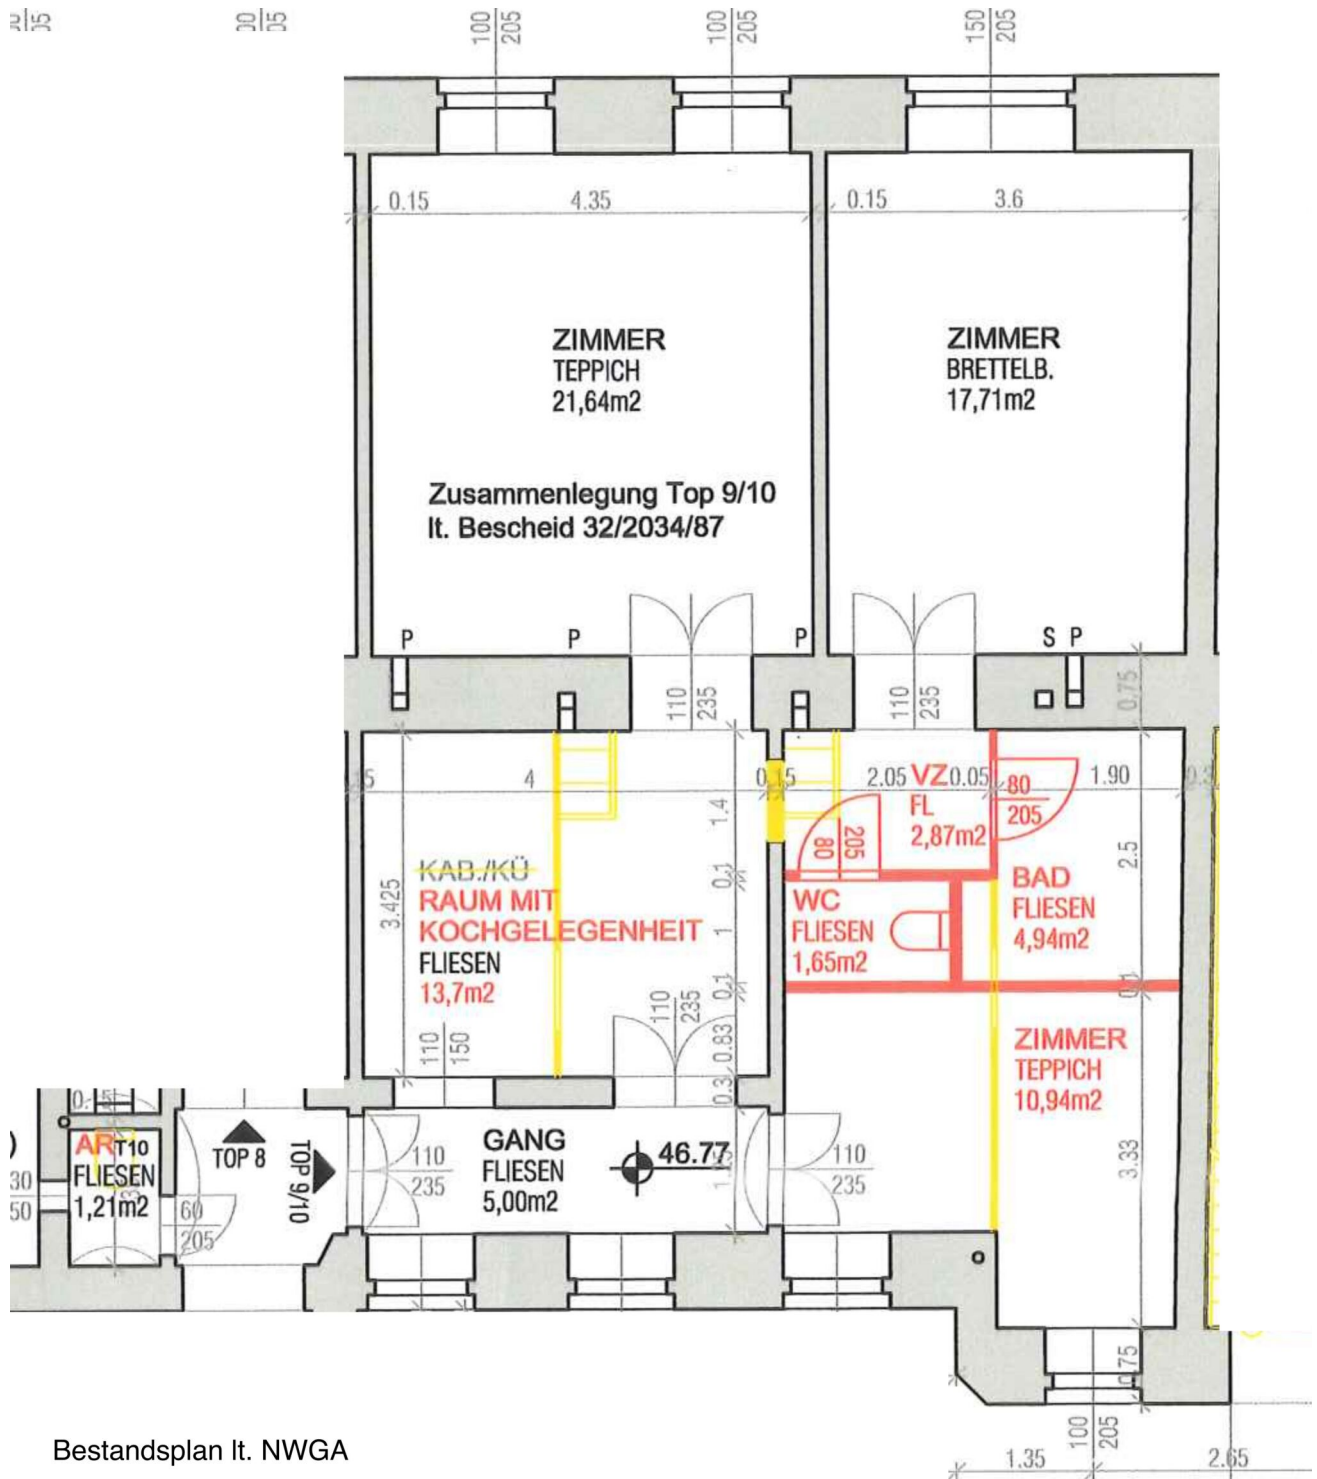 100
205
100
205
150
205
0.15
4.35
0.15
3.6
ZIMMER
TEPPICH
21,64m2
ZIMMER
BRETTELB.
17,71m2
Zusammenlegung Top 9/10
lt. Bescheid 32/2034/87
P
P
P
S P
110
235
110
235
0.75
4
0.15
2.05
VZ
0.05
80
205
1.90
FL
2,87m2
1.4
80
205
2.5
KAB./KÜ
RAUM MIT
KOCHGELEGENHEIT
FLIESEN
13,7m2
3.425
0.1
1
0.1
WC
FLIESEN
1,65m2
BAD
FLIESEN
4,94m2
0.1
110
150
110
235
0.83
0.3
ZIMMER
TEPPICH
10,94m2
AR T10
FLIESEN
1,21m2
60
205
TOP 8
TOP 9/10
110
235
GANG
FLIESEN
5,00m2
46.77
110
235
3.33
30
50
0.75
100
205
1.35
2.65
Bestandsplan lt. NWGA